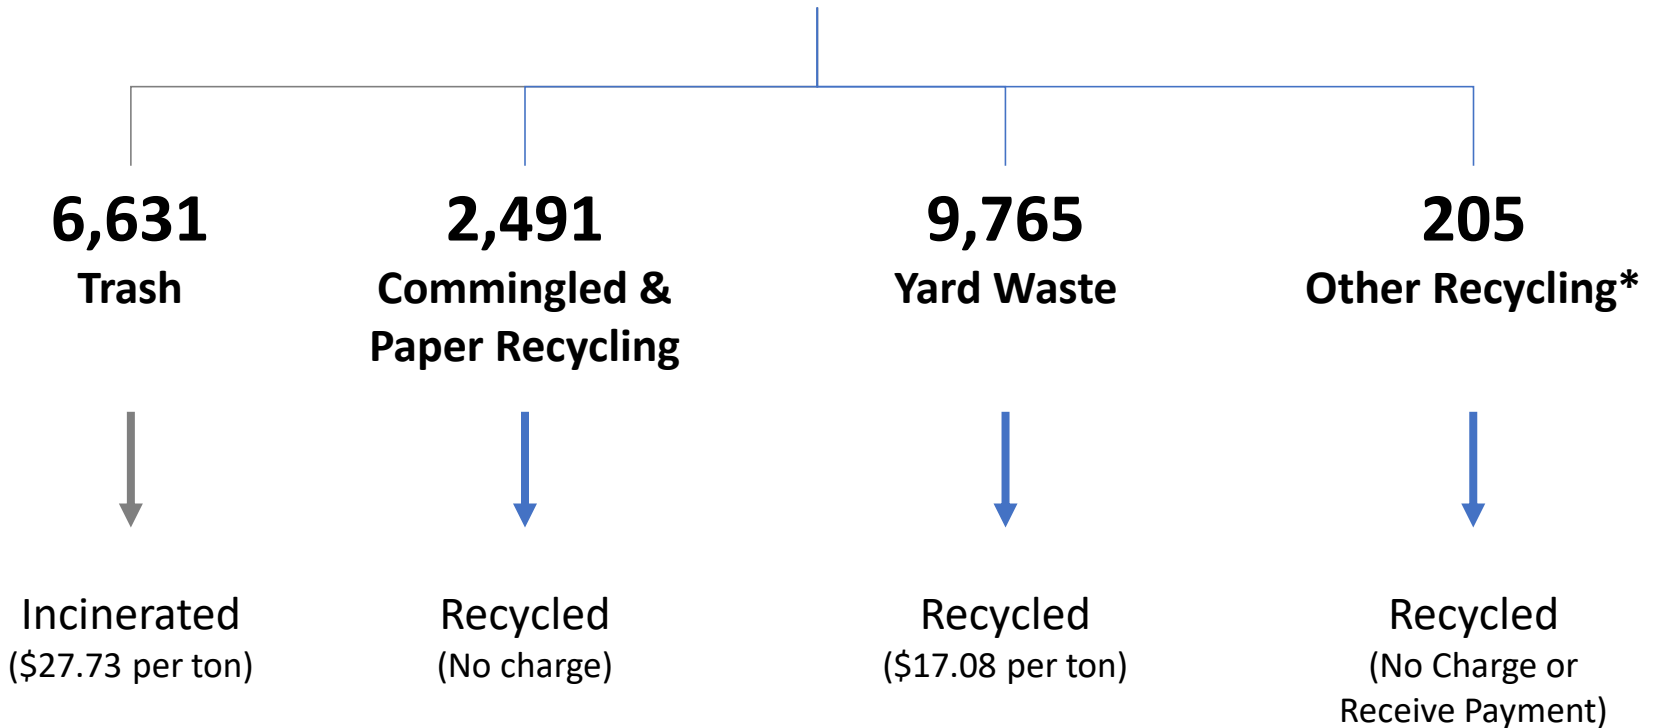 6,631
Trash
2,491
Commingled &
Paper Recycling
9,765
Yard Waste
205
Other Recycling*
Incinerated
($27.73 per ton)
Recycled
(No charge)
Recycled
($17.08 per ton)
Recycled
(No Charge or
Receive Payment)